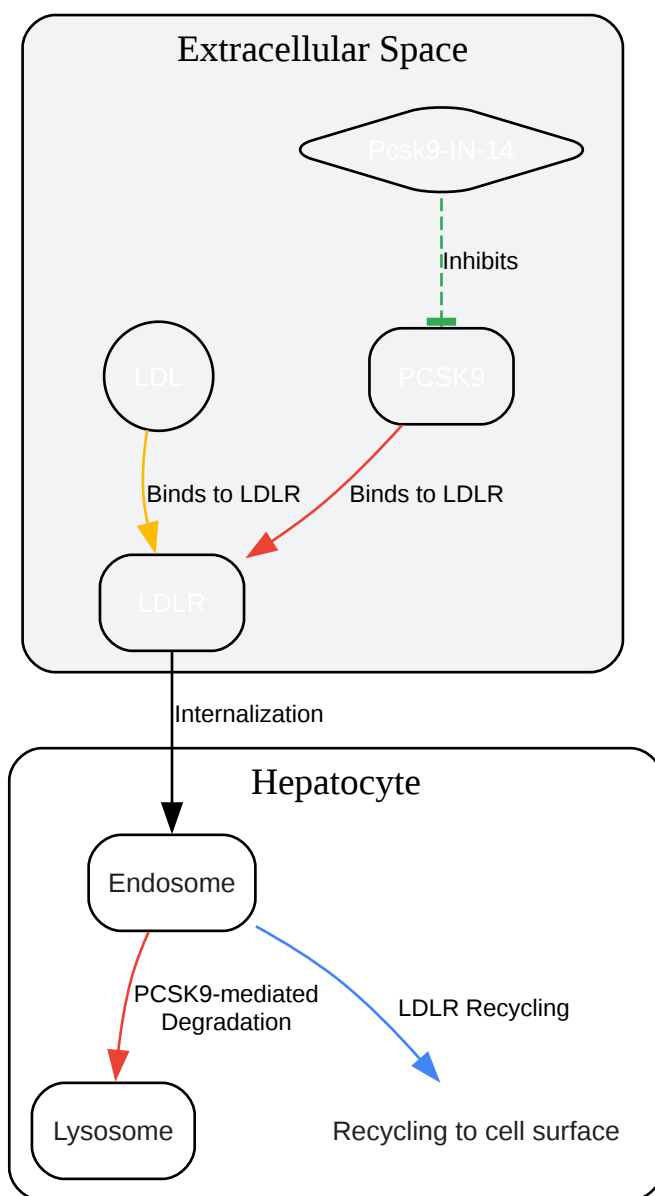 Extracellular Space
Pcsk9-IN-14
Inhibits
LDL
PCSK9
Binds to LDLR
Binds to LDLR
LDLR
Internalization
Hepatocyte
Endosome
PCSK9-mediated
Degradation
LDLR Recycling
Lysosome
Recycling to cell surface